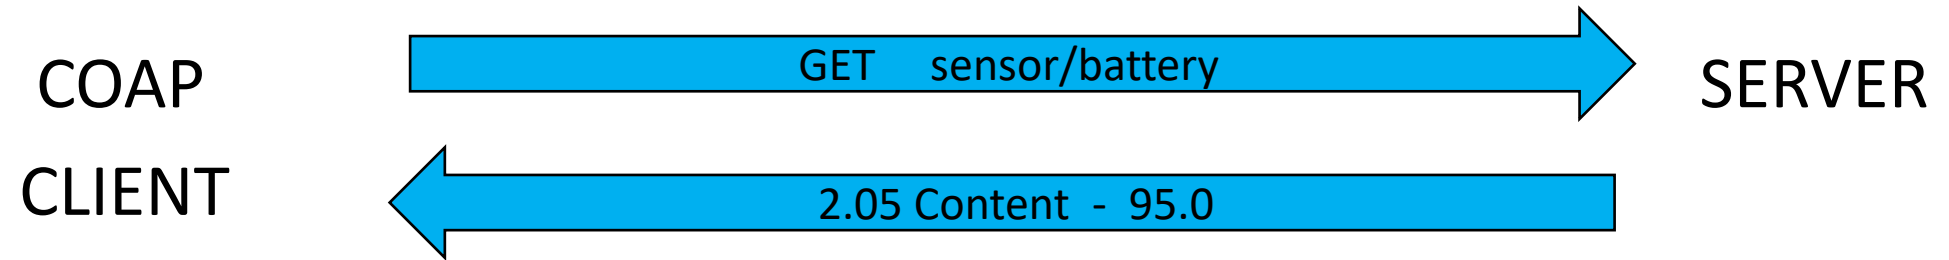 COAP
CLIENT
GET sensor/battery
2.05 Content - 95.0
SERVER